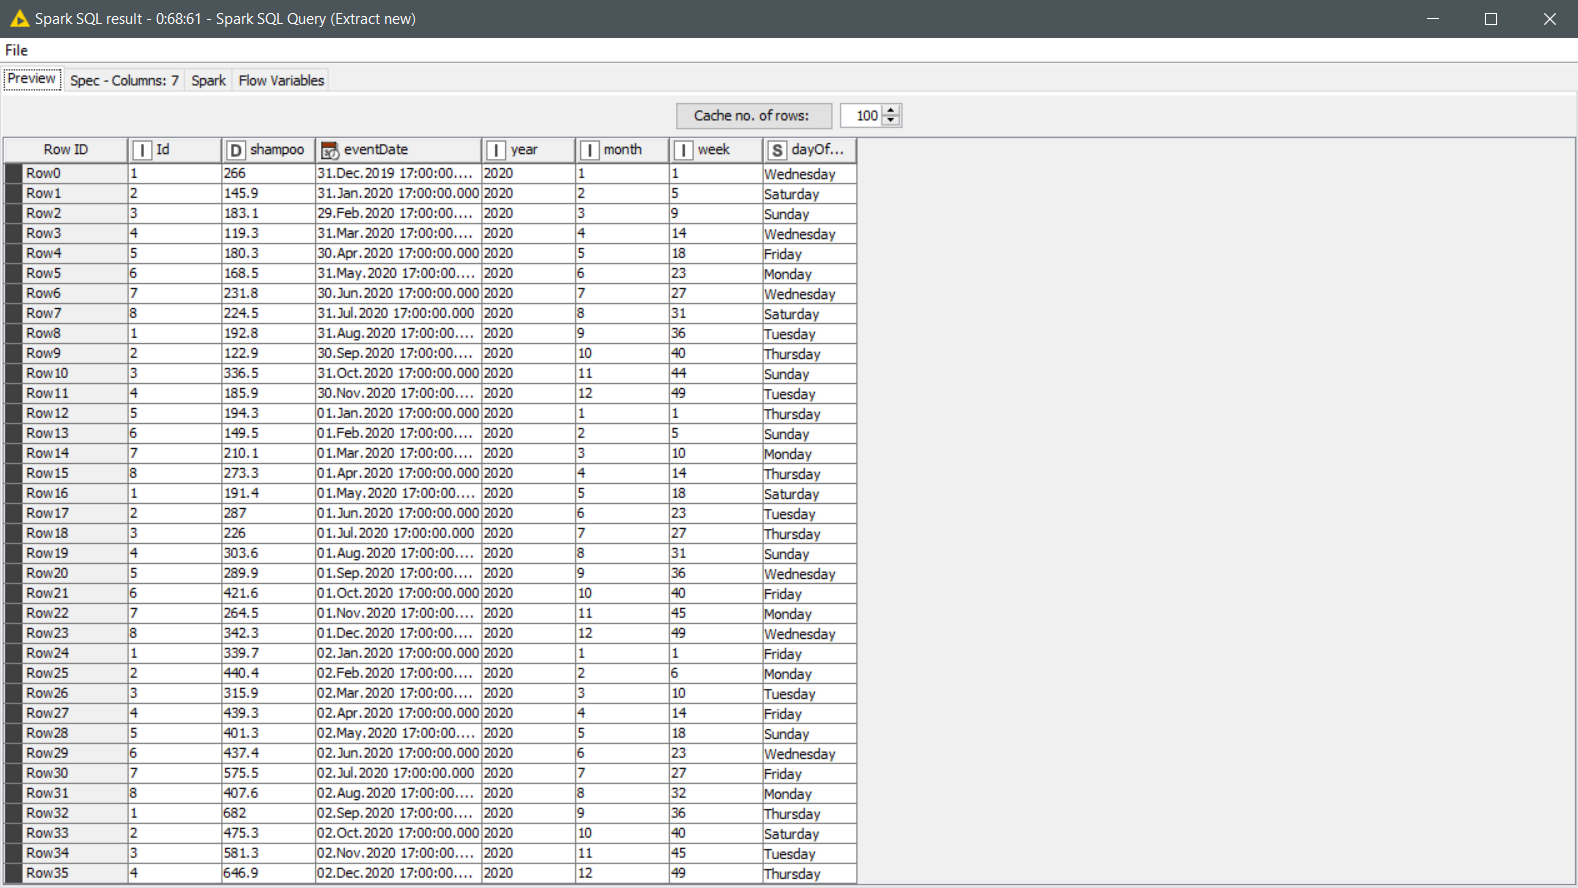 Spark SQL result - 0:68:61 - Spark SQL Query (Extract new)
File
Preview Spec - Columns: 7 Spark Flow Variables
Cache no. of rows: 100
Row ID I Id D shampoo eventDate I year I month I week S dayOf...
Row0 1 266 31.Dec.2019 17:00:00.... 2020 1 1 Wednesday
Row1 2 145.9 31.Jan.2020 17:00:00.000 2020 2 5 Saturday
Row2 3 183.1 29.Feb.2020 17:00:00.... 2020 3 9 Sunday
Row3 4 119.3 31.Mar.2020 17:00:00.... 2020 4 14 Wednesday
Row4 5 180.3 30.Apr.2020 17:00:00.000 2020 5 18 Friday
Row5 6 168.5 31.May.2020 17:00:00.... 2020 6 23 Monday
Row6 7 231.8 30.Jun.2020 17:00:00.000 2020 7 27 Wednesday
Row7 8 224.5 31.Jul.2020 17:00:00.000 2020 8 31 Saturday
Row8 1 192.8 31.Aug.2020 17:00:00.... 2020 9 36 Tuesday
Row9 2 122.9 30.Sep.2020 17:00:00.... 2020 10 40 Thursday
Row10 3 336.5 31.Oct.2020 17:00:00.000 2020 11 44 Sunday
Row11 4 185.9 30.Nov.2020 17:00:00.... 2020 12 49 Tuesday
Row12 5 194.3 01.Jan.2020 17:00:00.000 2020 1 1 Thursday
Row13 6 149.5 01.Feb.2020 17:00:00.... 2020 2 5 Sunday
Row14 7 210.1 01.Mar.2020 17:00:00.... 2020 3 10 Monday
Row15 8 273.3 01.Apr.2020 17:00:00.000 2020 4 14 Thursday
Row16 1 191.4 01.May.2020 17:00:00.... 2020 5 18 Saturday
Row17 2 287 01.Jun.2020 17:00:00.000 2020 6 23 Tuesday
Row18 3 226 01.Jul.2020 17:00:00.000 2020 7 27 Thursday
Row19 4 303.6 01.Aug.2020 17:00:00.... 2020 8 31 Sunday
Row20 5 289.9 01.Sep.2020 17:00:00.... 2020 9 36 Wednesday
Row21 6 421.6 01.Oct.2020 17:00:00.000 2020 10 40 Friday
Row22 7 264.5 01.Nov.2020 17:00:00.... 2020 11 45 Monday
Row23 8 342.3 01.Dec.2020 17:00:00.... 2020 12 49 Wednesday
Row24 1 339.7 02.Jan.2020 17:00:00.000 2020 1 1 Friday
Row25 2 440.4 02.Feb.2020 17:00:00.... 2020 2 6 Monday
Row26 3 315.9 02.Mar.2020 17:00:00.... 2020 3 10 Tuesday
Row27 4 439.3 02.Apr.2020 17:00:00.000 2020 4 14 Friday
Row28 5 401.3 02.May.2020 17:00:00.... 2020 5 18 Sunday
Row29 6 437.4 02.Jun.2020 17:00:00.000 2020 6 23 Wednesday
Row30 7 575.5 02.Jul.2020 17:00:00.000 2020 7 27 Friday
Row31 8 407.6 02.Aug.2020 17:00:00.... 2020 8 32 Monday
Row32 1 682 02.Sep.2020 17:00:00.... 2020 9 36 Thursday
Row33 2 475.3 02.Oct.2020 17:00:00.000 2020 10 40 Saturday
Row34 3 581.3 02.Nov.2020 17:00:00.... 2020 11 45 Tuesday
Row35 4 646.9 02.Dec.2020 17:00:00.... 2020 12 49 Thursday